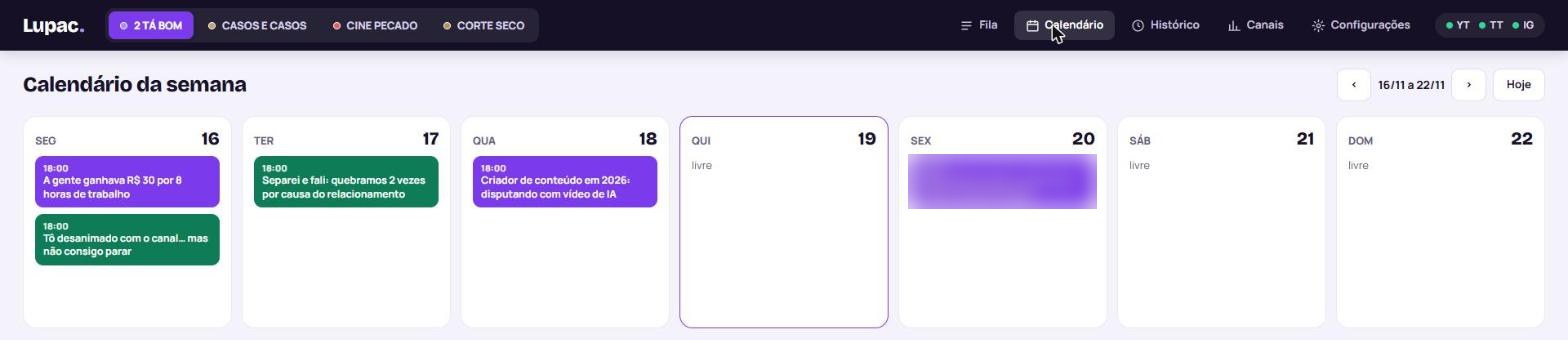 Lupac.
2 TÁ BOM
CASOS E CASOS
CINE PECADO
CORTE SECO
Fila
Calendário
Histórico
Canais
Configurações
YT
TT
IG
Calendário da semana
16/11 a 22/11
Hoje
SEG 16
18:00
A gente ganhava R$ 30 por 8
horas de trabalho
18:00
Tô desanimado com o canal... mas
não consigo parar
TER 17
18:00
Separei e fali: quebramos 2 vezes
por causa do relacionamento
QUA 18
18:00
Criador de conteúdo em 2026:
disputando com vídeo de IA
QUI 19
livre
SEX 20
SÁB 21
livre
DOM 22
livre